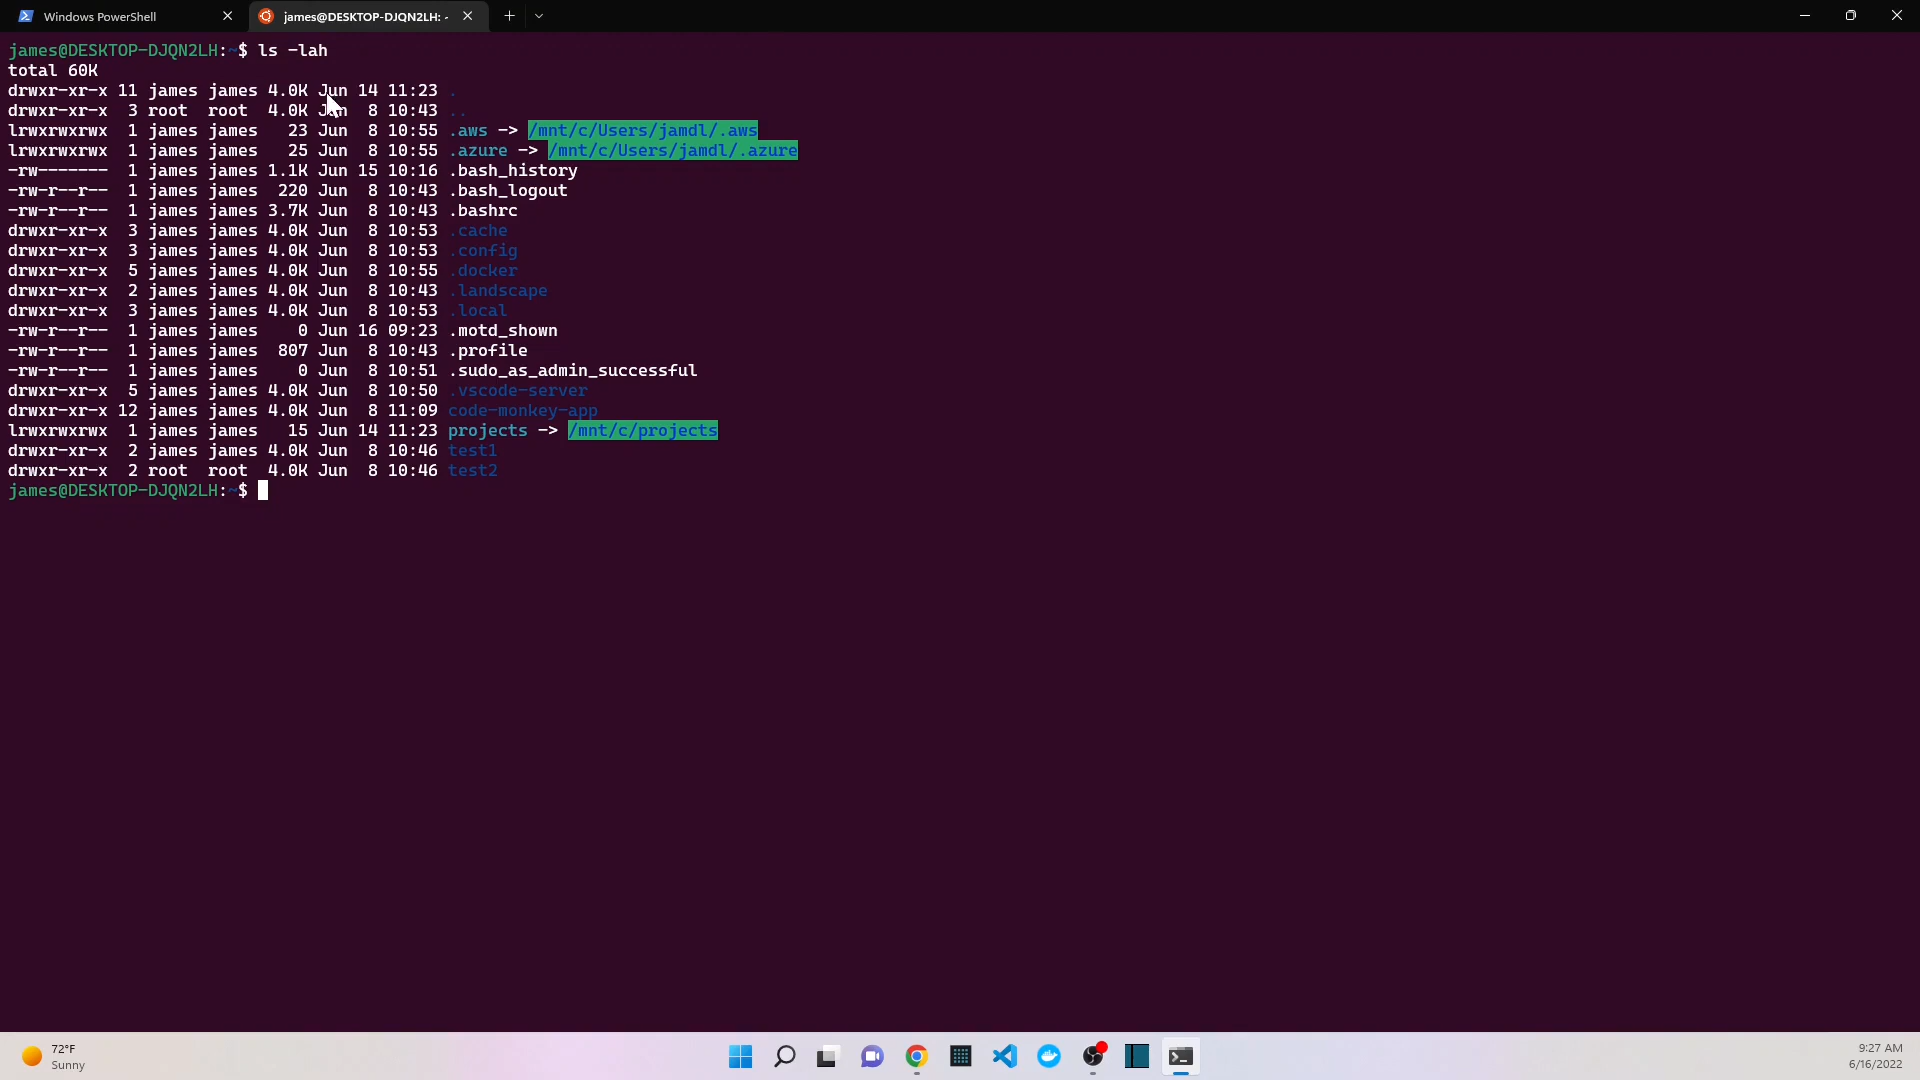 Windows PowerShell
james@DESKTOP-DJQN2LH: ~
james@DESKTOP-DJQN2LH:~$ ls -lah
total 60K
drwxr-xr-x 11 james james 4.0K Jun 14 11:23 .
drwxr-xr-x  3 root  root  4.0K Jun  8 10:43 ..
lrwxrwxrwx  1 james james   23 Jun  8 10:55 .aws -> /mnt/c/Users/jamdl/.aws
lrwxrwxrwx  1 james james   25 Jun  8 10:55 .azure -> /mnt/c/Users/jamdl/.azure
-rw-------  1 james james 1.1K Jun 15 10:16 .bash_history
-rw-r--r--  1 james james  220 Jun  8 10:43 .bash_logout
-rw-r--r--  1 james james 3.7K Jun  8 10:43 .bashrc
drwxr-xr-x  3 james james 4.0K Jun  8 10:53 .cache
drwxr-xr-x  3 james james 4.0K Jun  8 10:53 .config
drwxr-xr-x  5 james james 4.0K Jun  8 10:55 .docker
drwxr-xr-x  2 james james 4.0K Jun  8 10:43 .landscape
drwxr-xr-x  3 james james 4.0K Jun  8 10:53 .local
-rw-r--r--  1 james james    0 Jun 16 09:23 .motd_shown
-rw-r--r--  1 james james  807 Jun  8 10:43 .profile
-rw-r--r--  1 james james    0 Jun  8 10:51 .sudo_as_admin_successful
drwxr-xr-x  5 james james 4.0K Jun  8 10:50 .vscode-server
drwxr-xr-x 12 james james 4.0K Jun  8 11:09 code-monkey-app
lrwxrwxrwx  1 james james   15 Jun 14 11:23 projects -> /mnt/c/projects
drwxr-xr-x  2 james james 4.0K Jun  8 10:46 test1
drwxr-xr-x  2 root  root  4.0K Jun  8 10:46 test2
james@DESKTOP-DJQN2LH:~$
72°F
Sunny
9:27 AM
6/16/2022